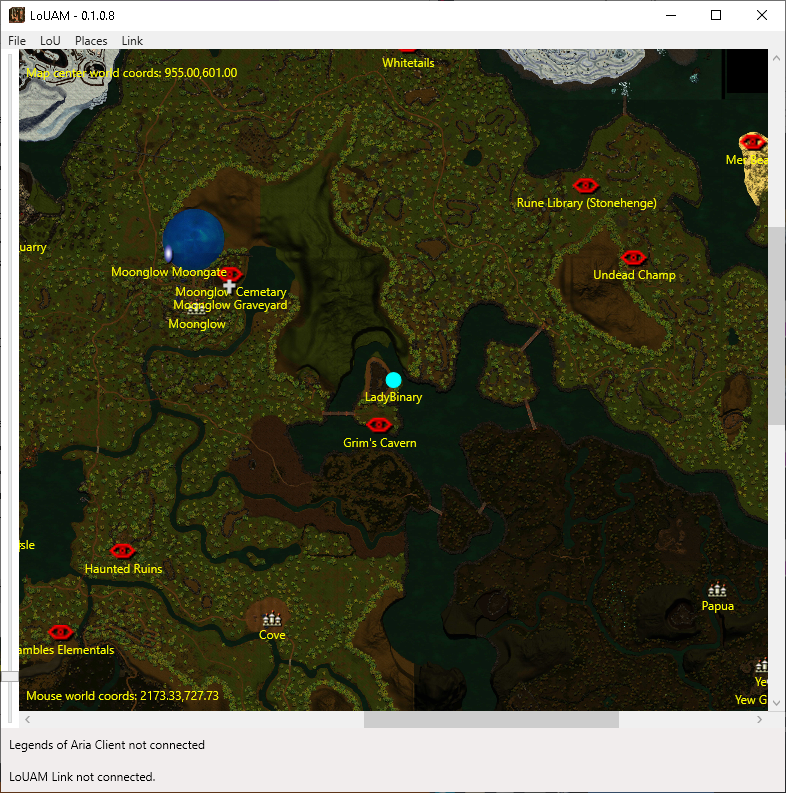 LoUAM - 0.1.0.8
File LoU Places Link
Whitetails
Map center world coords: 955.00,601.00
Rune Library (Stonehenge)
uarry
Moonglow Moongate
Undead Champ
Moonglow Cemetary
Moonglow Graveyard
Moonglow
LadyBinary
Grim's Cavern
sle
Haunted Ruins
Papua
Cove
ambles Elementals
Mouse world coords: 2173.33,727.73
Yew G
Legends of Aria Client not connected
LoUAM Link not connected.